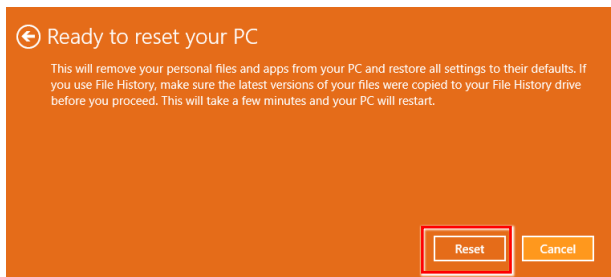 Ready to reset your PC
This will remove your personal files and apps from your PC and restore all settings to their defaults. If
you use File History, make sure the latest versions of your files were copied to your File History drive
before you proceed. This will take a few minutes and your PC will restart.
Reset Cancel